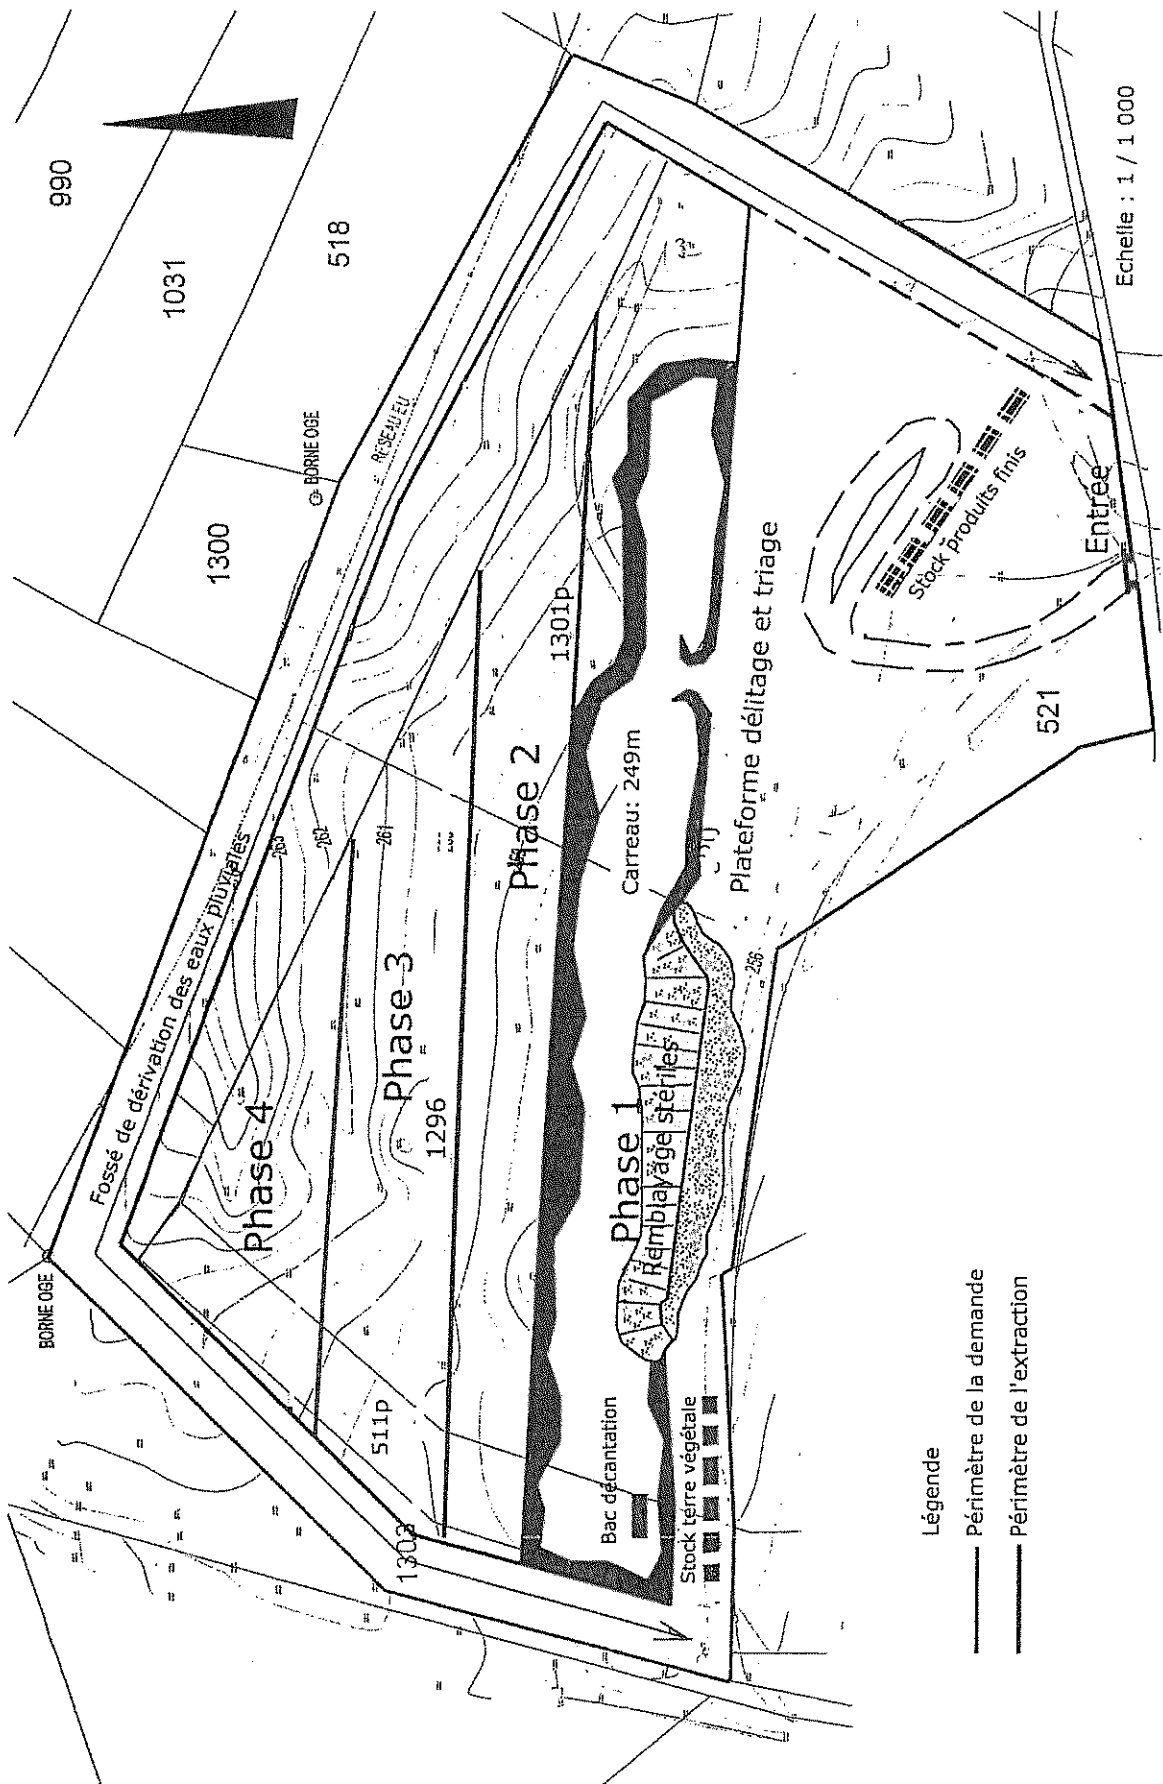 990
1031
518
1300
BORNE OGE
RESEAU EU
BORNE OGE
Fossé de dérivation des eaux pluviales
263
262
261
Phase 4
Phase 3
1296
511p
1303
Phase 2
1301p
Phase 1
Carreau: 249m
Remblayage stériles
Bac décantation
Stock terre végétale
Plateforme délitage et triage
256
Stock produits finis
521
Entrée
Echelle : 1 / 1 000
Légende
Périmètre de la demande
Périmètre de l'extraction